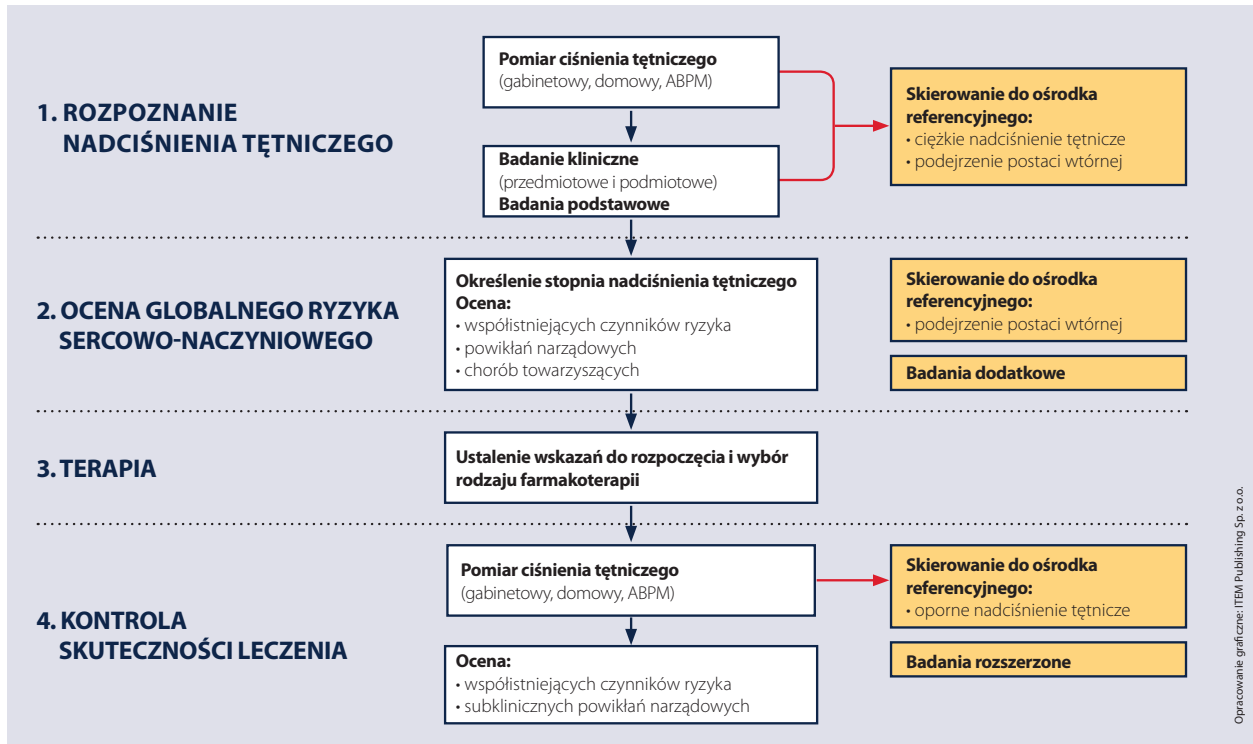 1. ROZPOZNANIE
NADCIŚNIENIA TĘTNICZEGO
Pomiar ciśnienia tętniczego
(gabinetowy, domowy, ABPM)
Badanie kliniczne
(przedmiotowe i podmiotowe)
Badania podstawowe
Skierowanie do ośrodka
referencyjnego:
• ciężkie nadciśnienie tętnicze
• podejrzenie postaci wtórnej
2. OCENA GLOBALNEGO RYZYKA
SERCOWO-NACZYNIOWEGO
Określenie stopnia nadciśnienia tętniczego
Ocena:
• współistniejących czynników ryzyka
• powikłań narządowych
• chorób towarzyszących
Skierowanie do ośrodka
referencyjnego:
• podejrzenie postaci wtórnej
Badania dodatkowe
3. TERAPIA
Ustalenie wskazań do rozpoczęcia i wybór
rodzaju farmakoterapii
4. KONTROLA
SKUTECZNOŚCI LECZENIA
Pomiar ciśnienia tętniczego
(gabinetowy, domowy, ABPM)
Ocena:
• współistniejących czynników ryzyka
• subklinicznych powikłań narządowych
Skierowanie do ośrodka
referencyjnego:
• oporne nadciśnienie tętnicze
Badania rozszerzone
Opracowanie graficzne: ITEM Publishing Sp. z o.o.